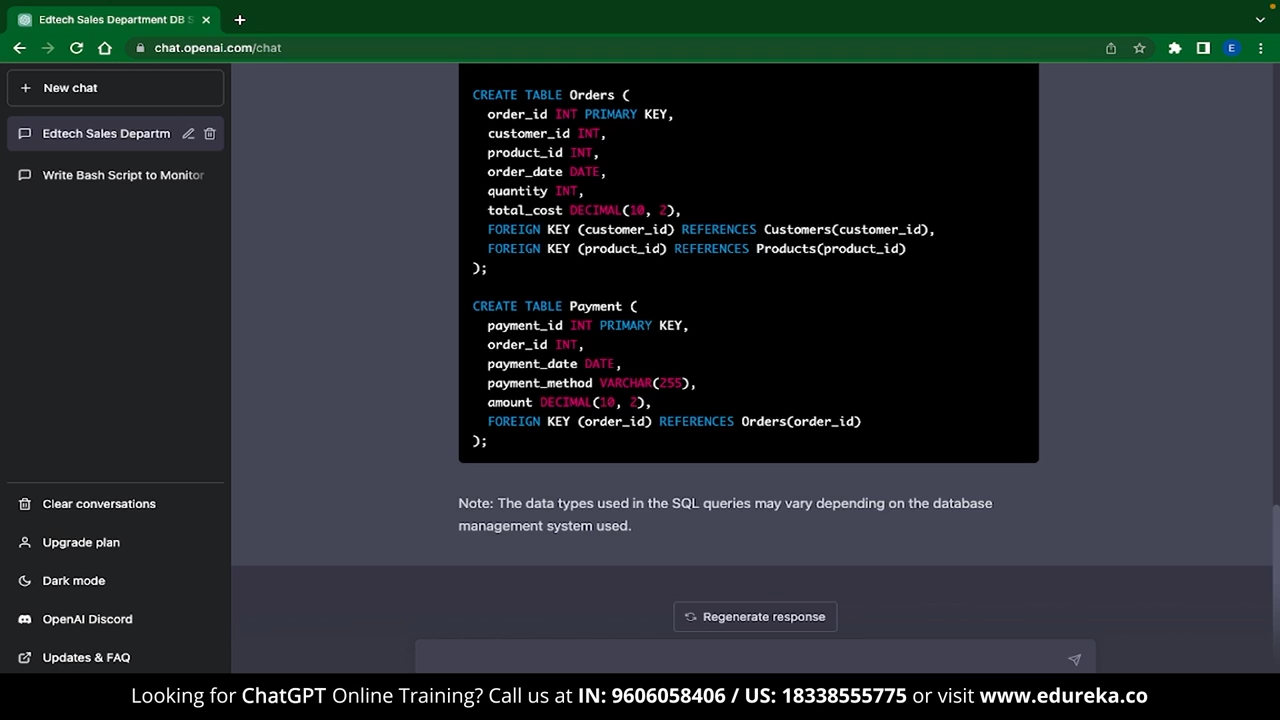 Edtech Sales Department DB S
chat.openai.com/chat
E
New chat
Edtech Sales Departm
Write Bash Script to Monitor
CREATE TABLE Orders (
order_id INT PRIMARY KEY,
customer_id INT,
product_id INT,
order_date DATE,
quantity INT,
total_cost DECIMAL(10, 2),
FOREIGN KEY (customer_id) REFERENCES Customers(customer_id),
FOREIGN KEY (product_id) REFERENCES Products(product_id)
);
CREATE TABLE Payment (
payment_id INT PRIMARY KEY,
order_id INT,
payment_date DATE,
payment_method VARCHAR(255),
amount DECIMAL(10, 2),
FOREIGN KEY (order_id) REFERENCES Orders(order_id)
);
Note: The data types used in the SQL queries may vary depending on the database
management system used.
Clear conversations
Upgrade plan
Dark mode
OpenAI Discord
Updates & FAQ
Regenerate response
Looking for ChatGPT Online Training? Call us at IN: 9606058406 / US: 18338555775 or visit www.edureka.co